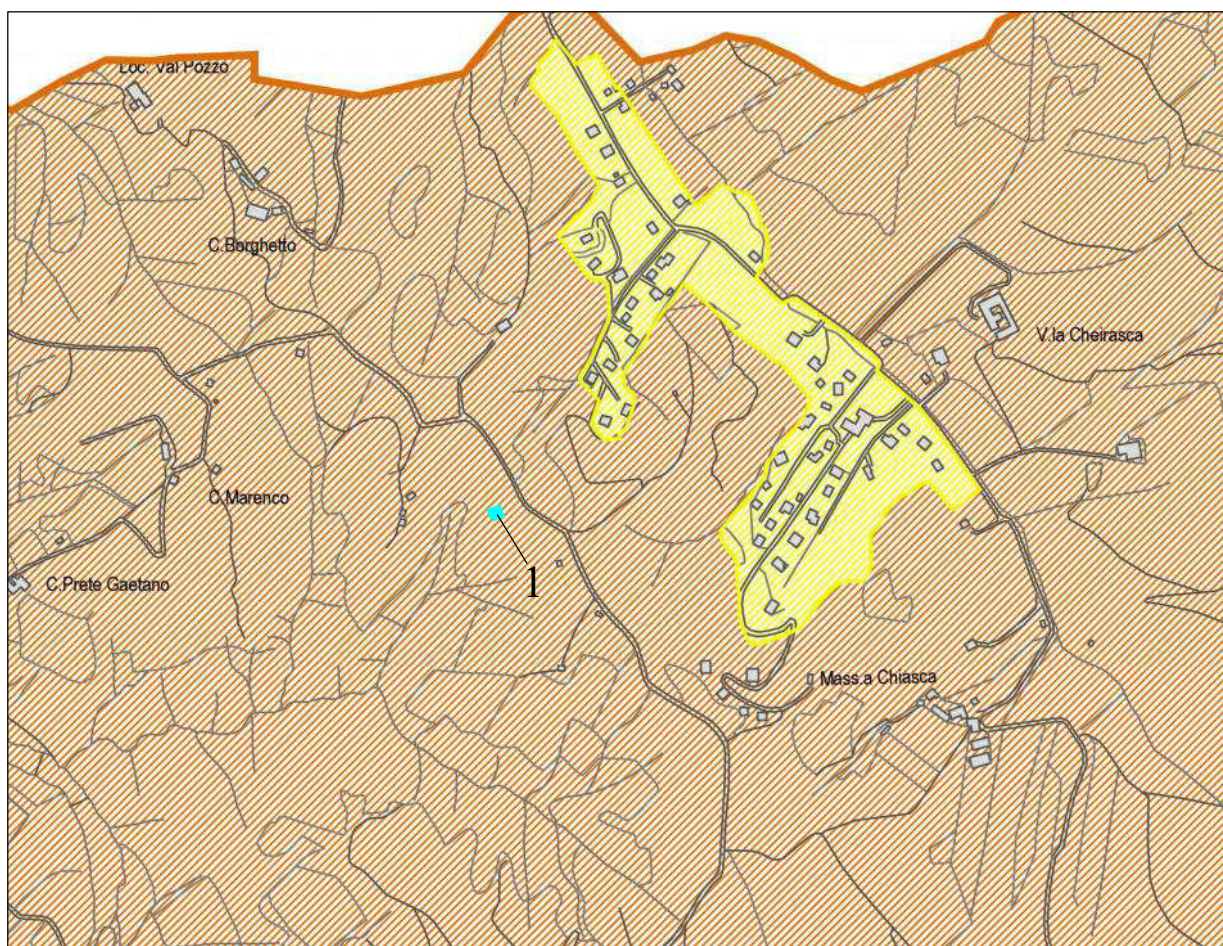 Loc. Val Pozzo
C.Borghetto
V.la Cheirasca
C.Marenco
1
C.Prete Gaetano
Mass.a Chiasca